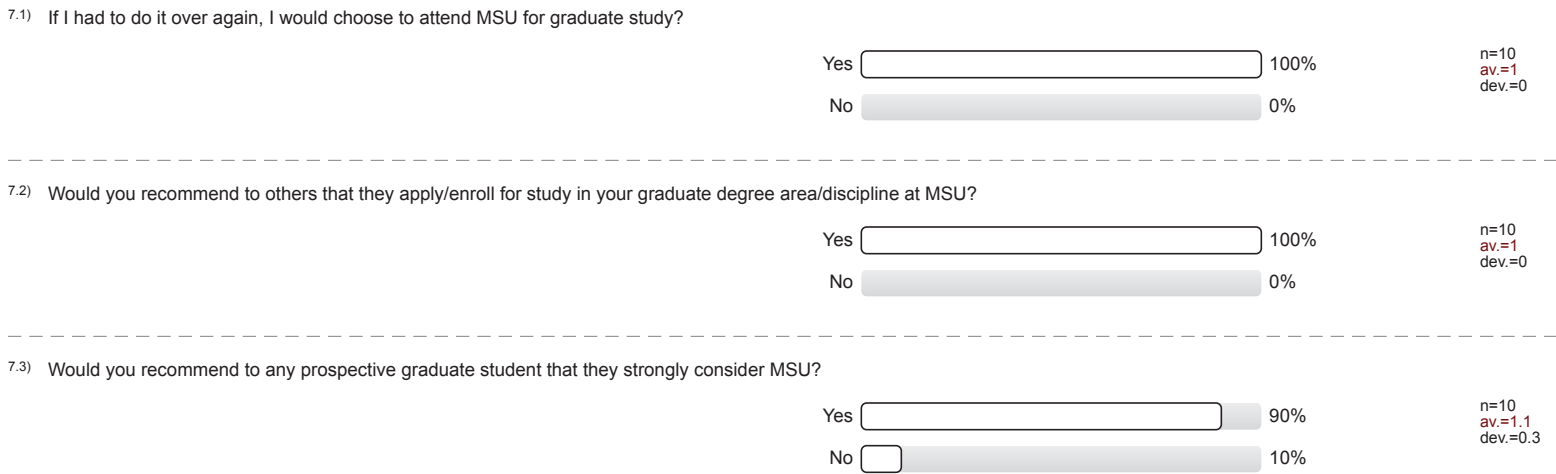 7.1) If I had to do it over again, I would choose to attend MSU for graduate study?
Yes 100%
No 0%
n=10
av.=1
dev.=0
7.2) Would you recommend to others that they apply/enroll for study in your graduate degree area/discipline at MSU?
Yes 100%
No 0%
n=10
av.=1
dev.=0
7.3) Would you recommend to any prospective graduate student that they strongly consider MSU?
Yes 90%
No 10%
n=10
av.=1.1
dev.=0.3